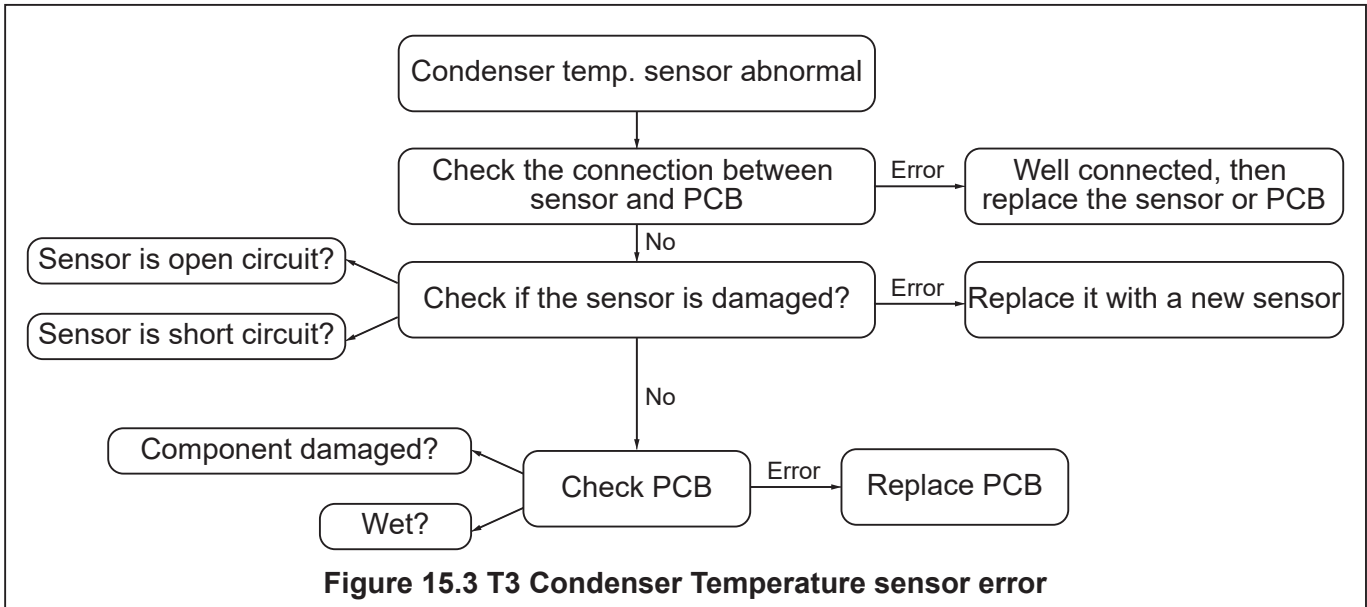 Condenser temp. sensor abnormal
Check the connection between
sensor and PCB
Error
Well connected, then
replace the sensor or PCB
No
Sensor is open circuit?
Sensor is short circuit?
Check if the sensor is damaged?
Error
Replace it with a new sensor
No
Component damaged?
Wet?
Check PCB
Error
Replace PCB
Figure 15.3 T3 Condenser Temperature sensor error